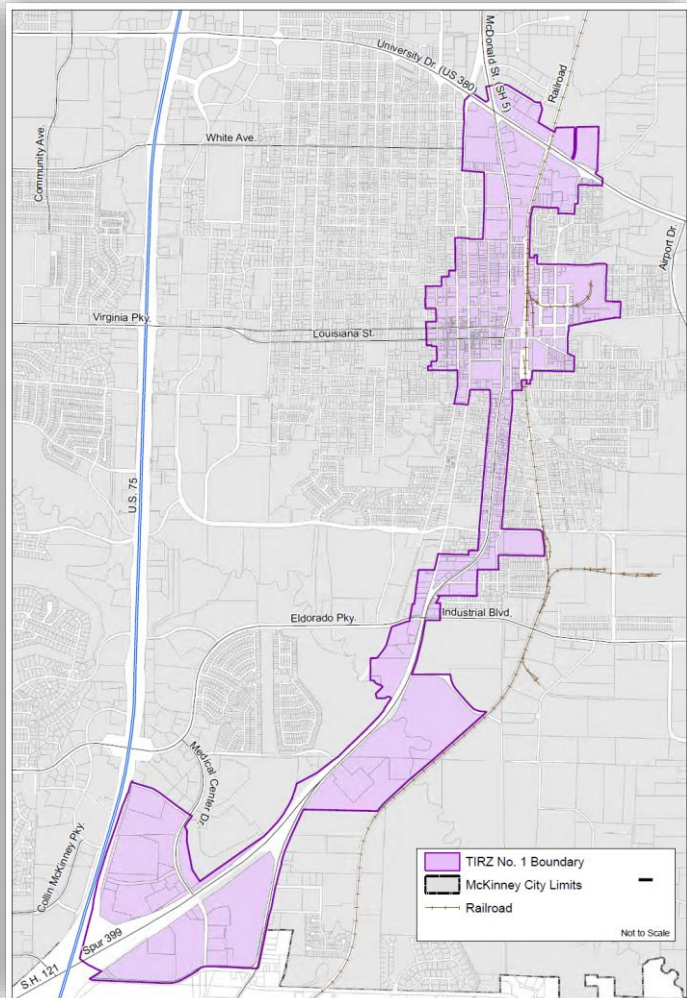 University Dr. (US 380)
McDonald St. (SH 5)
Railroad
White Ave.
Community Ave.
Airport Dr.
Virginia Pky.
Louisiana St.
U.S. 75
Eldorado Pky.
Industrial Blvd.
Medical Center Dr.
Collin McKinney Pky.
Spur 399
S.H. 121
TIRZ No. 1 Boundary
McKinney City Limits
Railroad
Not to Scale